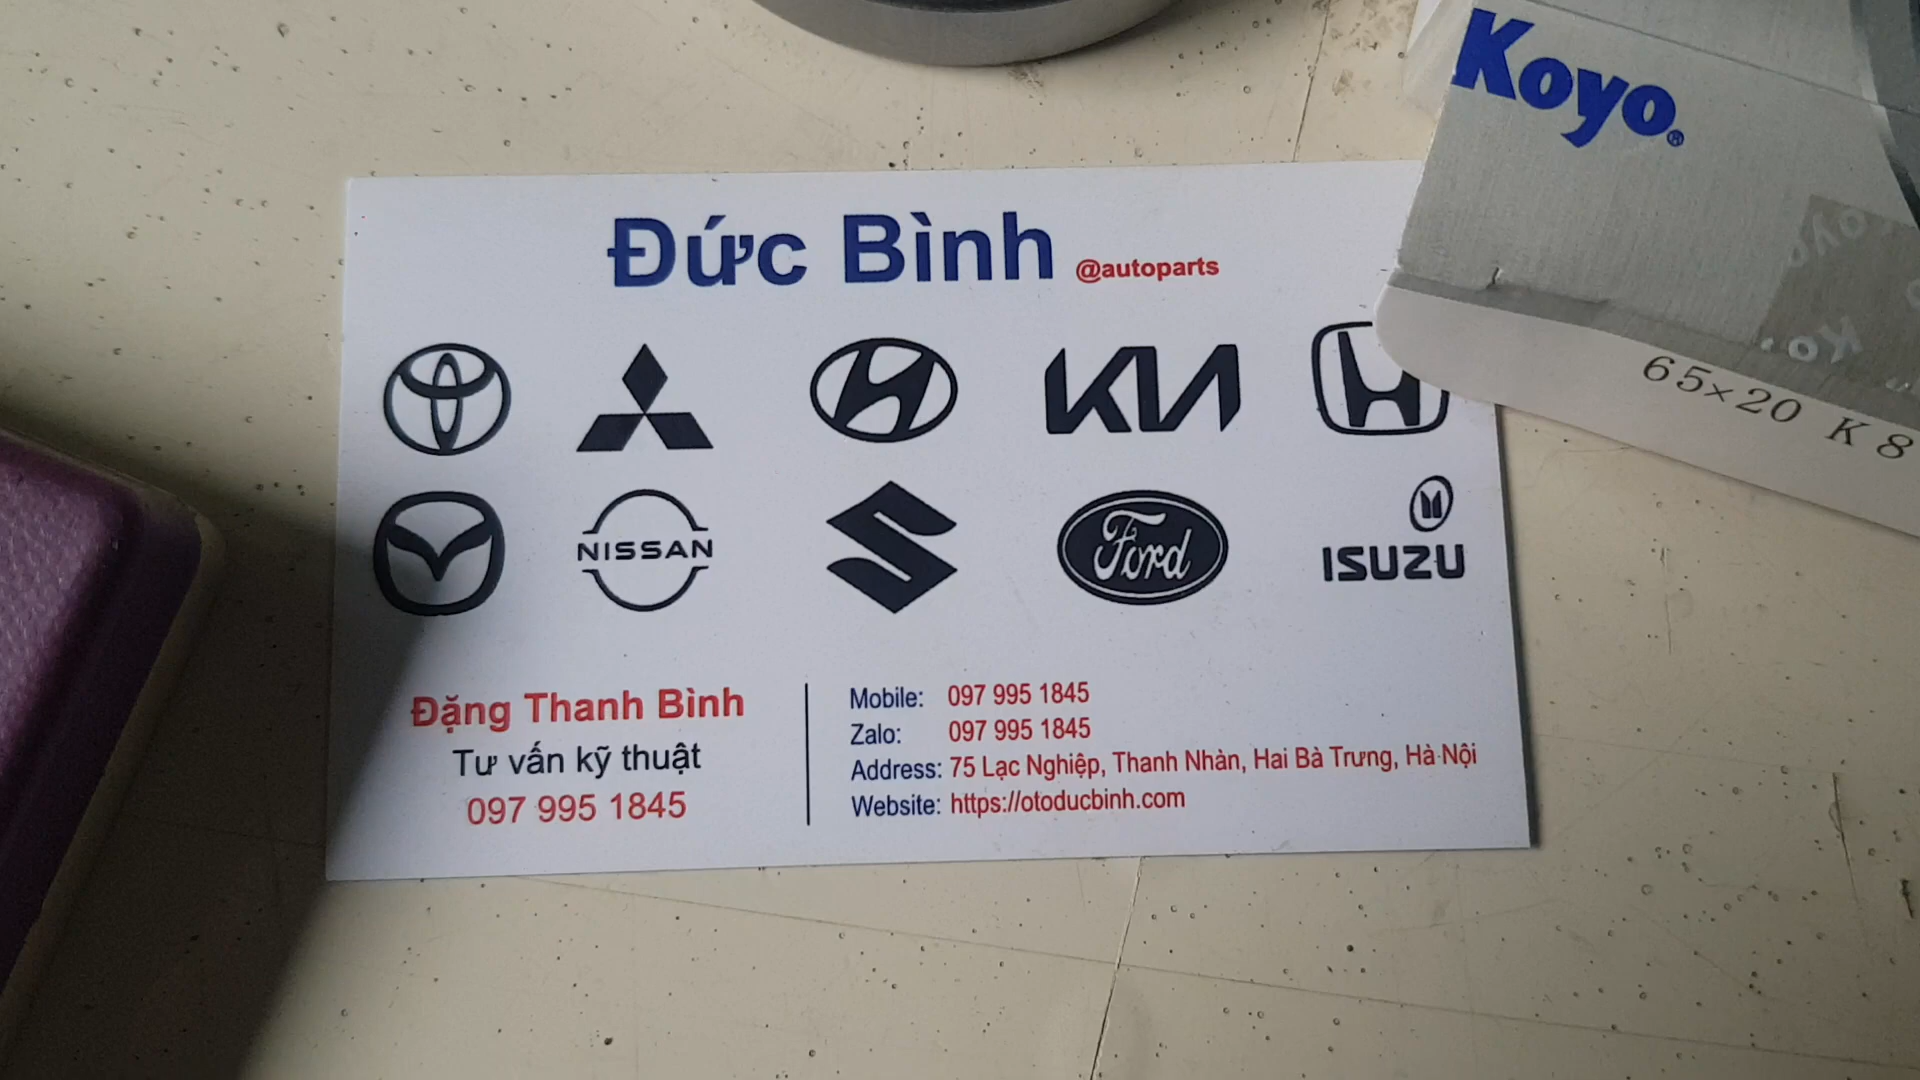 Koyo®
65×20 K8
Đức Bình @autoparts
KIA
NISSAN
Ford
ISUZU
Đặng Thanh Bình
Tư vấn kỹ thuật
097 995 1845
Mobile: 097 995 1845
Zalo: 097 995 1845
Address: 75 Lạc Nghiệp, Thanh Nhàn, Hai Bà Trưng, Hà Nội
Website: https://otoducbinh.com